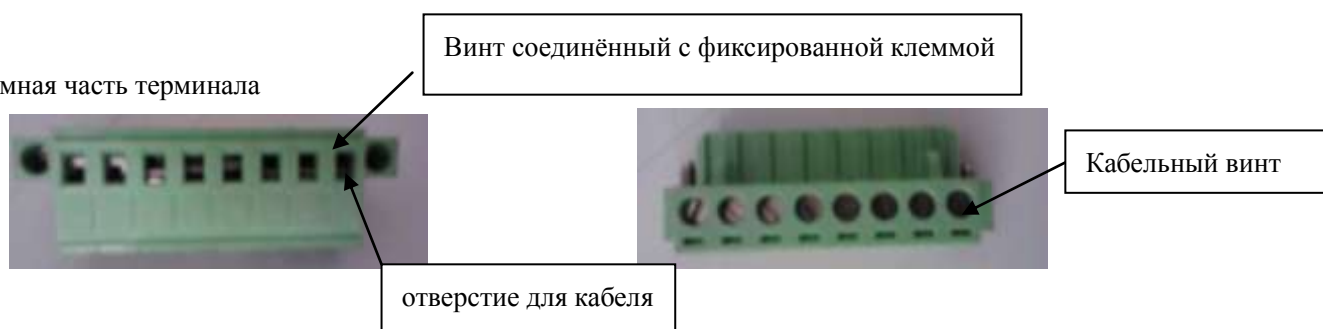 Винт соединённый с фиксированной клеммой
мная часть терминала
Кабельный винт
отверстие для кабеля